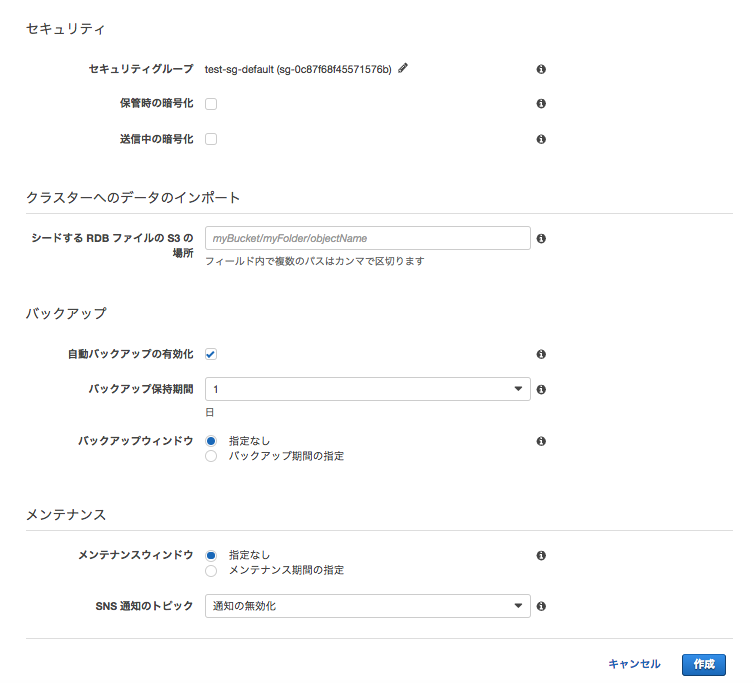 セキュリティ
セキュリティグループ test-sg-default (sg-0c87f68f45571576b)
保管時の暗号化
送信中の暗号化
クラスターへのデータのインポート
シードする RDB ファイルの S3 の
場所
myBucket/myFolder/objectName
フィールド内で複数のパスはカンマで区切ります
バックアップ
自動バックアップの有効化
バックアップ保持期間 1
日
バックアップウィンドウ 指定なし
バックアップ期間の指定
メンテナンス
メンテナンスウィンドウ 指定なし
メンテナンス期間の指定
SNS 通知のトピック 通知の無効化
キャンセル 作成